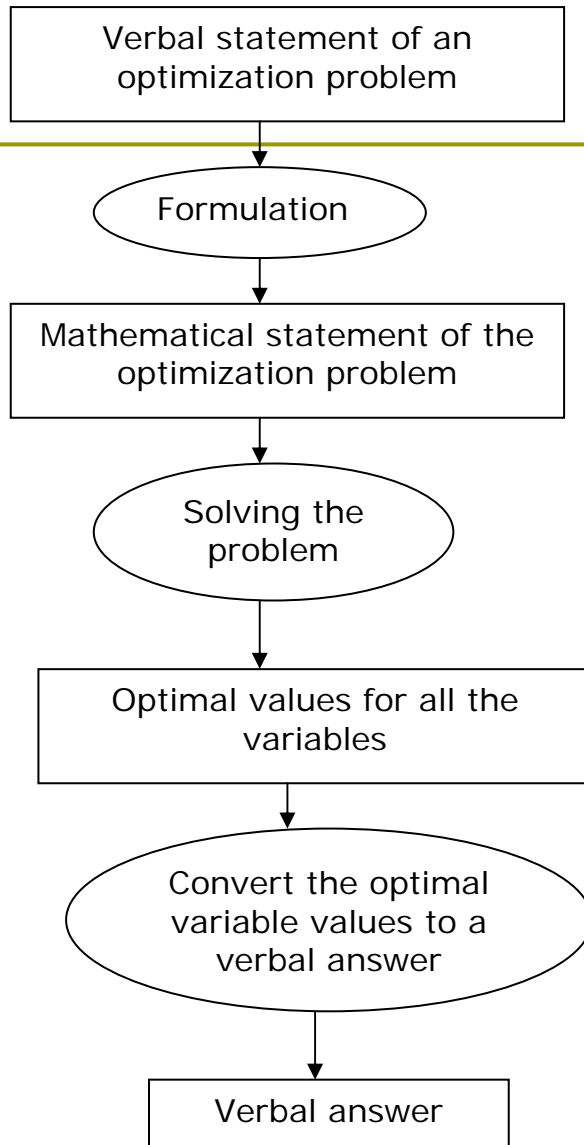 Verbal statement of an
optimization problem
Formulation
Mathematical statement of the
optimization problem
Solving the
problem
Optimal values for all the
variables
Convert the optimal
variable values to a
verbal answer
Verbal answer